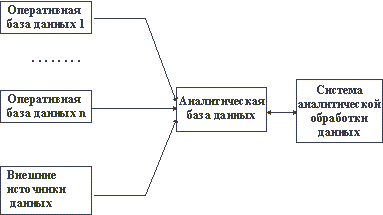 Оперативная
база данных 1
. . . . . . . .
Оперативная
база данных n
Внешние
источники
данных
Аналитическая
база данных
Система
аналитической
обработки
данных